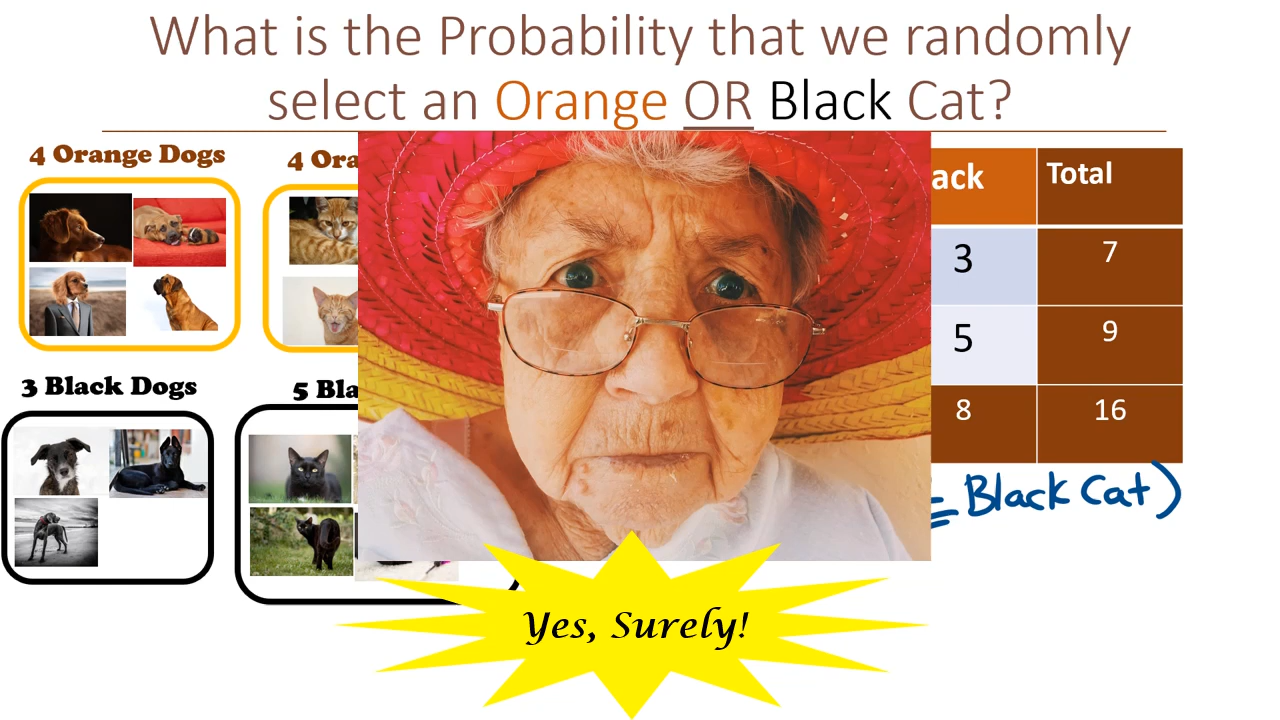 What is the Probability that we randomly
select an Orange OR Black Cat?
4 Orange Dogs
4 Ora
3 Black Dogs
5 Bla
ack Total
3 7
5 9
8 16
Black Cat)
Yes, Surely!